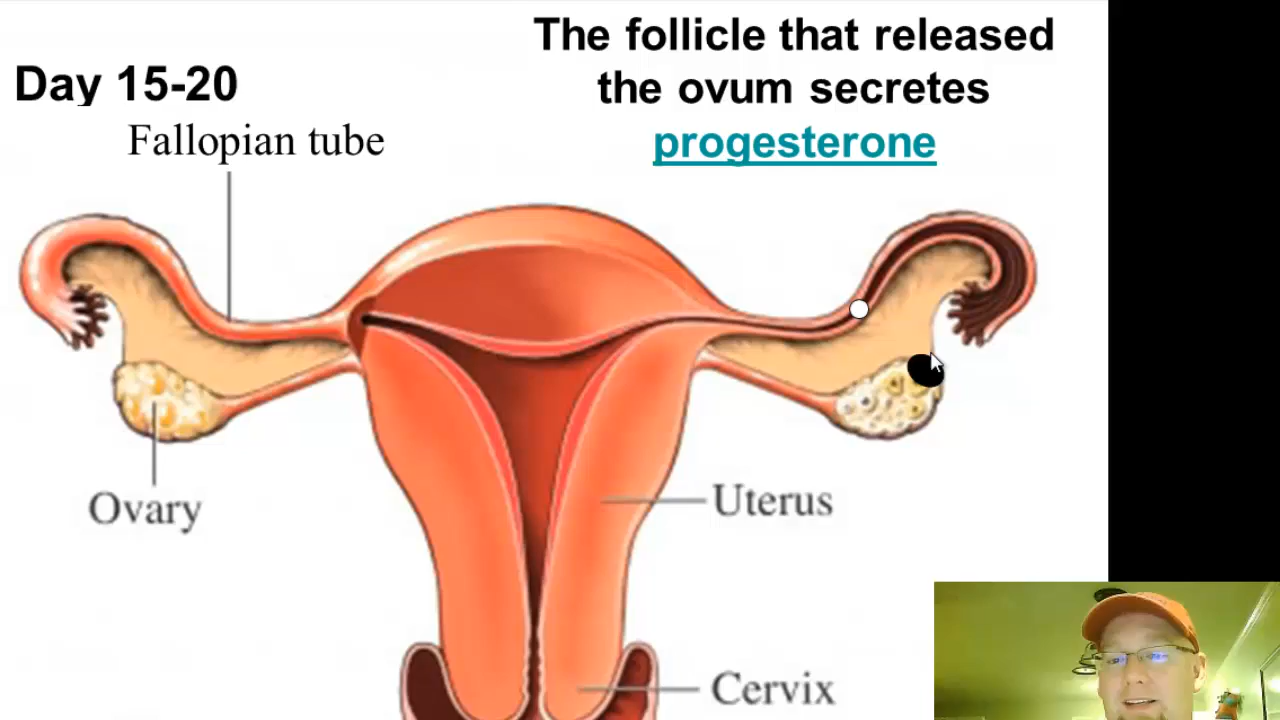 The follicle that released
the ovum secretes
progesterone
Day 15-20
Fallopian tube
Ovary
Uterus
Cervix